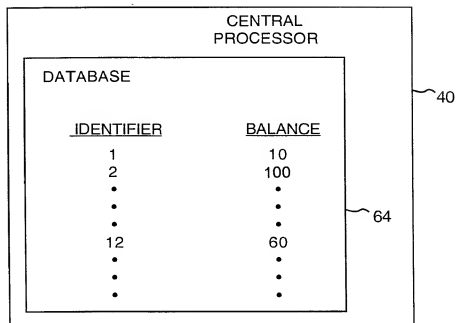 CENTRAL
PROCESSOR
DATABASE
40
IDENTIFIER BALANCE
1 10
2 100
• •
• •
64
• •
12 60
• •
• •
• •